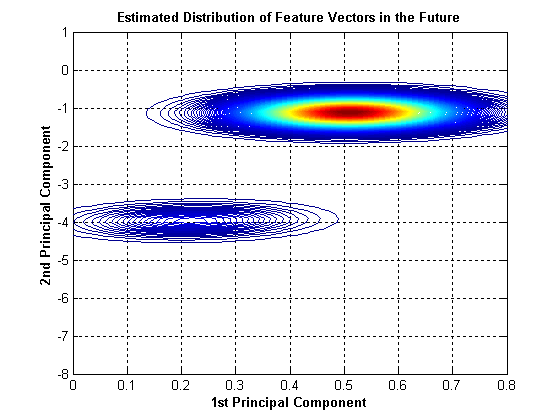 Estimated Distribution of Feature Vectors in the Future
1
0
-1
-2
-3
-4
-5
-6
-7
-8
2nd Principal Component
0 0.1 0.2 0.3 0.4 0.5 0.6 0.7 0.8
1st Principal Component